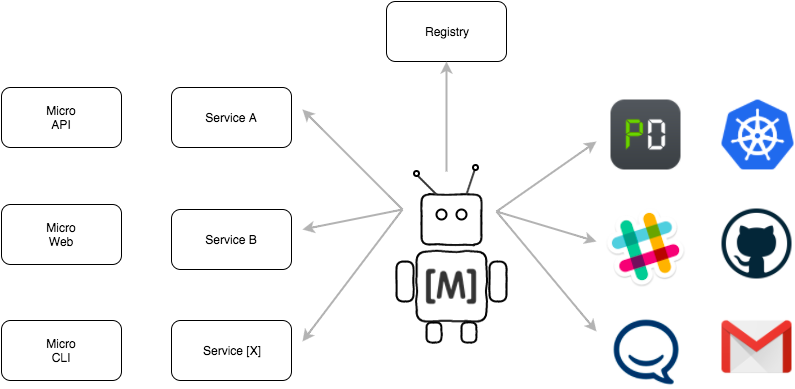 Registry
Micro
API
Service A
PD
Micro
Web
Service B
[M]
Micro
CLI
Service [X]